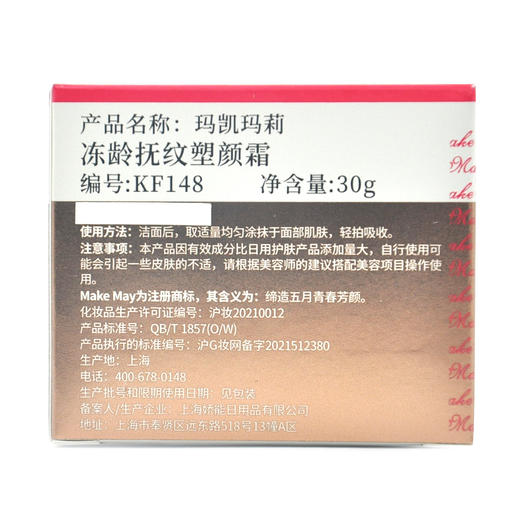 产品名称：玛凯玛莉
冻龄抚纹塑颜霜
编号:KF148 净含量:30g
使用方法：洁面后，取适量均匀涂抹于面部肌肤，轻拍吸收。
注意事项：本产品因有效成分比日用护肤产品添加量大，自行使用可
能会引起一些皮肤的不适，请根据美容师的建议搭配美容项目操作使
用。
Make May为注册商标，其含义为：缔造五月青春芳颜。
化妆品生产许可证编号：沪妆20210012
产品标准号：QB/T 1857(O/W)
产品执行的标准编号：沪G妆网备字2021512380
生产地：上海
电话：400-678-0148
生产批号和限期使用日期：见包装
备案人/生产企业：上海娇能日用品有限公司
地址：上海市奉贤区远东路518号13幢A区
ake
Ma
ake
Ma
ake
Ma